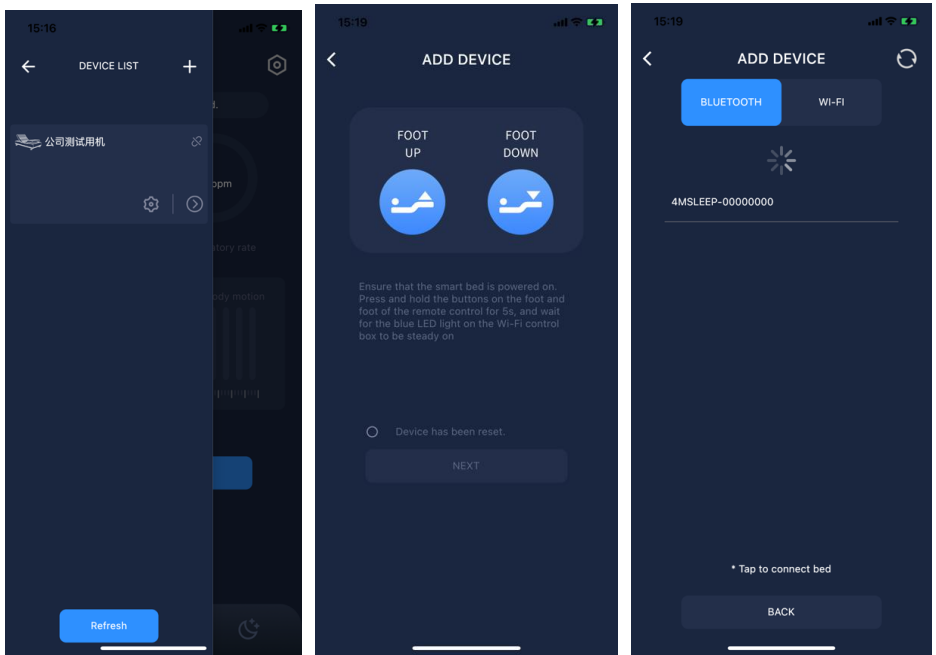 15:16
DEVICE LIST
+
d.
公司测试用机
bpm
atory rate
ody motion
Refresh
15:19
ADD DEVICE
FOOT
UP
FOOT
DOWN
Ensure that the smart bed is powered on.
Press and hold the buttons on the foot and
foot of the remote control for 5s, and wait
for the blue LED light on the Wi-Fi control
box to be steady on
Device has been reset.
NEXT
15:19
ADD DEVICE
BLUETOOTH
WI-FI
4MSLEEP-00000000
* Tap to connect bed
BACK